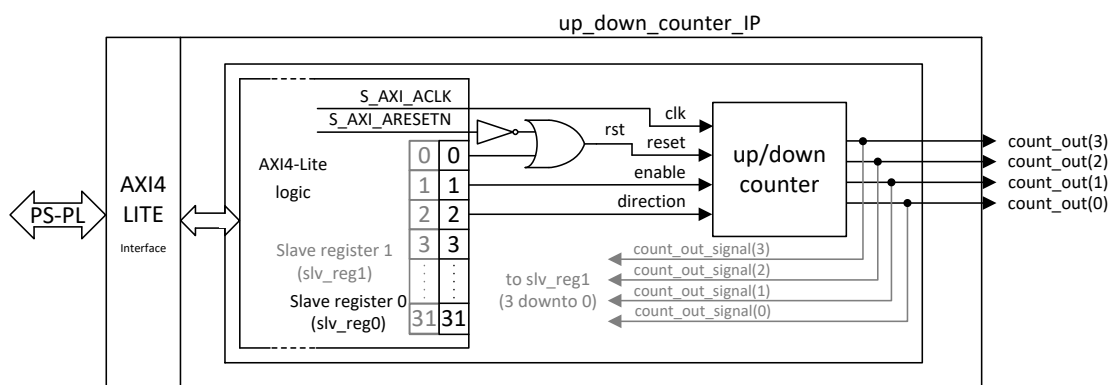 up_down_counter_IP
S_AXI_ACLK
S_AXI_ARESETN
clk
rst
reset
enable
direction
AXI4-Lite
logic
0 0
1 1
2 2
3 3
31 31
Slave register 1
(slv_reg1)
Slave register 0
(slv_reg0)
PS-PL
AXI4
LITE
Interface
up/down
counter
count_out(3)
count_out(2)
count_out(1)
count_out(0)
to slv_reg1
(3 downto 0)
count_out_signal(3)
count_out_signal(2)
count_out_signal(1)
count_out_signal(0)